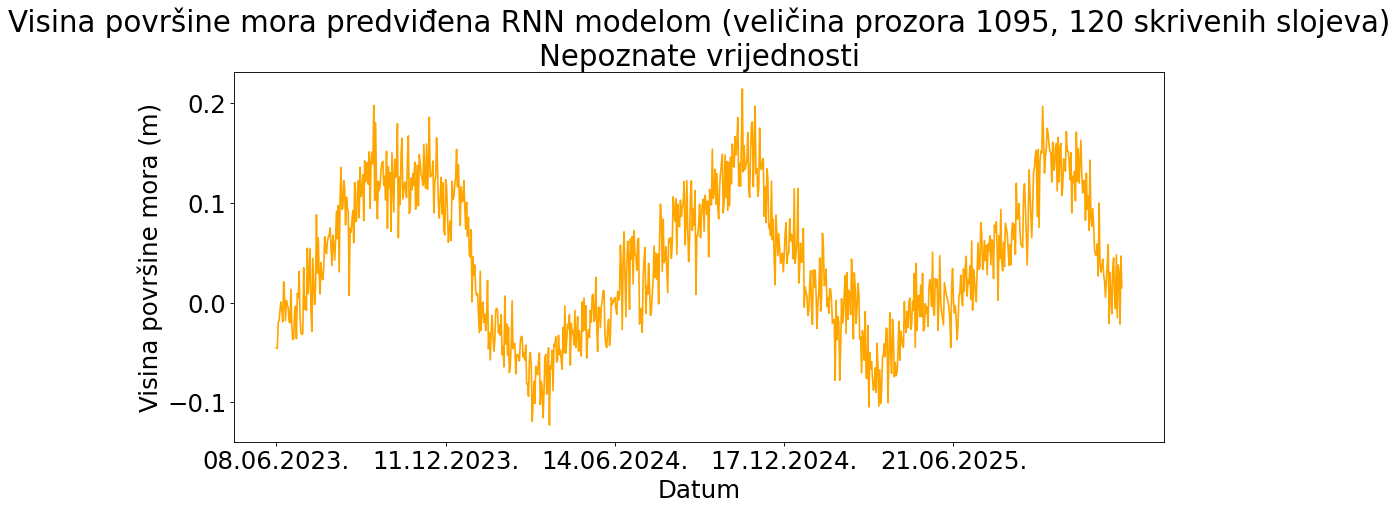 Visina površine mora predviđena RNN modelom (veličina prozora 1095, 120 skrivenih slojeva)
Nepoznate vrijednosti
Visina površine mora (m)
0.2
0.1
0.0
−0.1
08.06.2023. 11.12.2023. 14.06.2024. 17.12.2024. 21.06.2025.
Datum